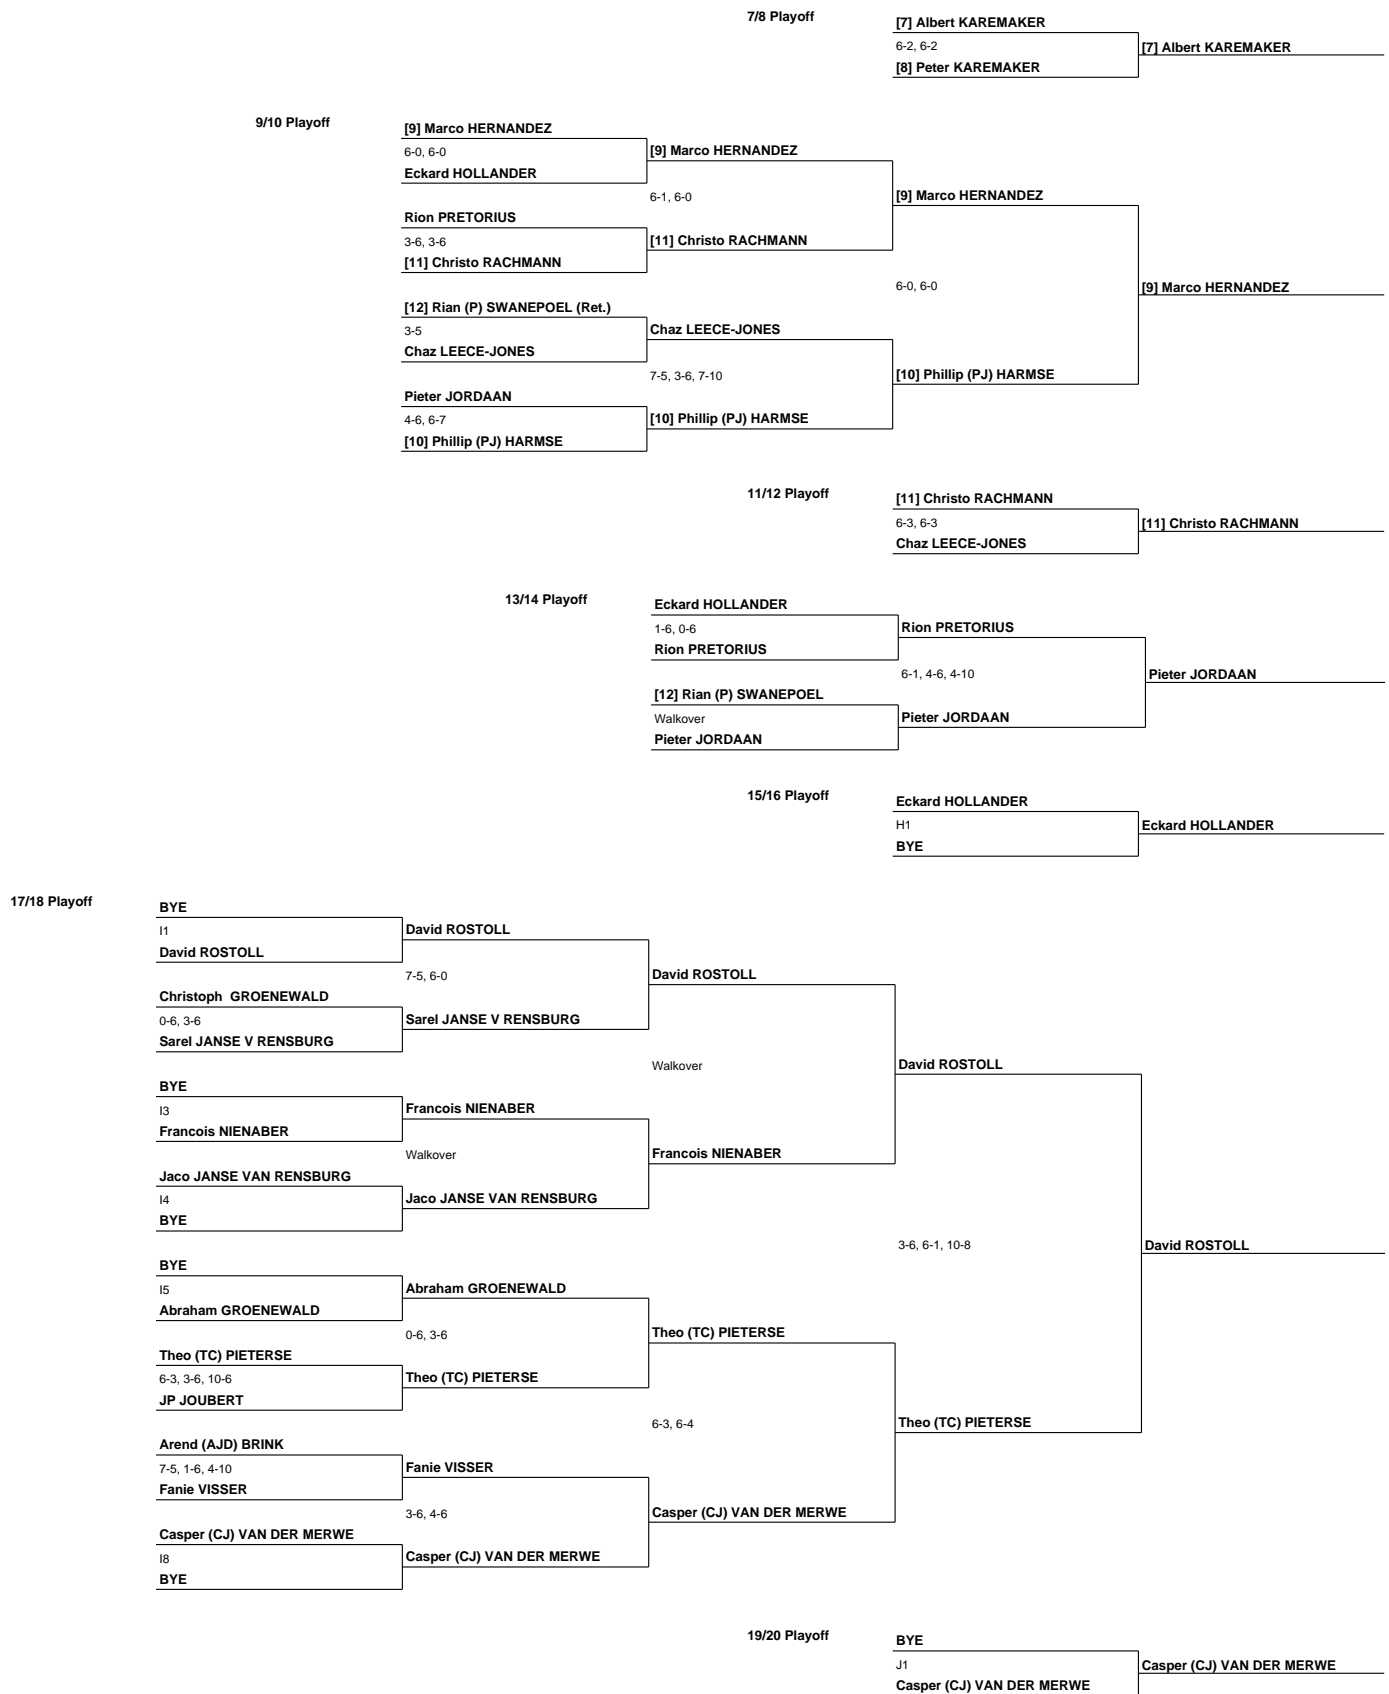 7/8 Playoff
[7] Albert KAREMAKER
6-2, 6-2
[7] Albert KAREMAKER
[8] Peter KAREMAKER
9/10 Playoff
[9] Marco HERNANDEZ
6-0, 6-0
[9] Marco HERNANDEZ
Eckard HOLLANDER
6-1, 6-0
[9] Marco HERNANDEZ
Rion PRETORIUS
3-6, 3-6
[11] Christo RACHMANN
[11] Christo RACHMANN
6-0, 6-0
[9] Marco HERNANDEZ
[12] Rian (P) SWANEPOEL (Ret.)
3-5
Chaz LEECE-JONES
Chaz LEECE-JONES
7-5, 3-6, 7-10
[10] Phillip (PJ) HARMSE
Pieter JORDAAN
4-6, 6-7
[10] Phillip (PJ) HARMSE
[10] Phillip (PJ) HARMSE
11/12 Playoff
[11] Christo RACHMANN
6-3, 6-3
[11] Christo RACHMANN
Chaz LEECE-JONES
13/14 Playoff
Eckard HOLLANDER
1-6, 0-6
Rion PRETORIUS
Rion PRETORIUS
6-1, 4-6, 4-10
Pieter JORDAAN
[12] Rian (P) SWANEPOEL
Walkover
Pieter JORDAAN
Pieter JORDAAN
15/16 Playoff
Eckard HOLLANDER
H1
Eckard HOLLANDER
BYE
17/18 Playoff
BYE
I1
David ROSTOLL
David ROSTOLL
7-5, 6-0
David ROSTOLL
Christoph  GROENEWALD
0-6, 3-6
Sarel JANSE V RENSBURG
Sarel JANSE V RENSBURG
Walkover
David ROSTOLL
BYE
I3
Francois NIENABER
Francois NIENABER
Walkover
Francois NIENABER
Jaco JANSE VAN RENSBURG
I4
Jaco JANSE VAN RENSBURG
BYE
3-6, 6-1, 10-8
David ROSTOLL
BYE
I5
Abraham GROENEWALD
Abraham GROENEWALD
0-6, 3-6
Theo (TC) PIETERSE
Theo (TC) PIETERSE
6-3, 3-6, 10-6
Theo (TC) PIETERSE
JP JOUBERT
6-3, 6-4
Theo (TC) PIETERSE
Arend (AJD) BRINK
7-5, 1-6, 4-10
Fanie VISSER
Fanie VISSER
3-6, 4-6
Casper (CJ) VAN DER MERWE
Casper (CJ) VAN DER MERWE
I8
Casper (CJ) VAN DER MERWE
BYE
19/20 Playoff
BYE
J1
Casper (CJ) VAN DER MERWE
Casper (CJ) VAN DER MERWE